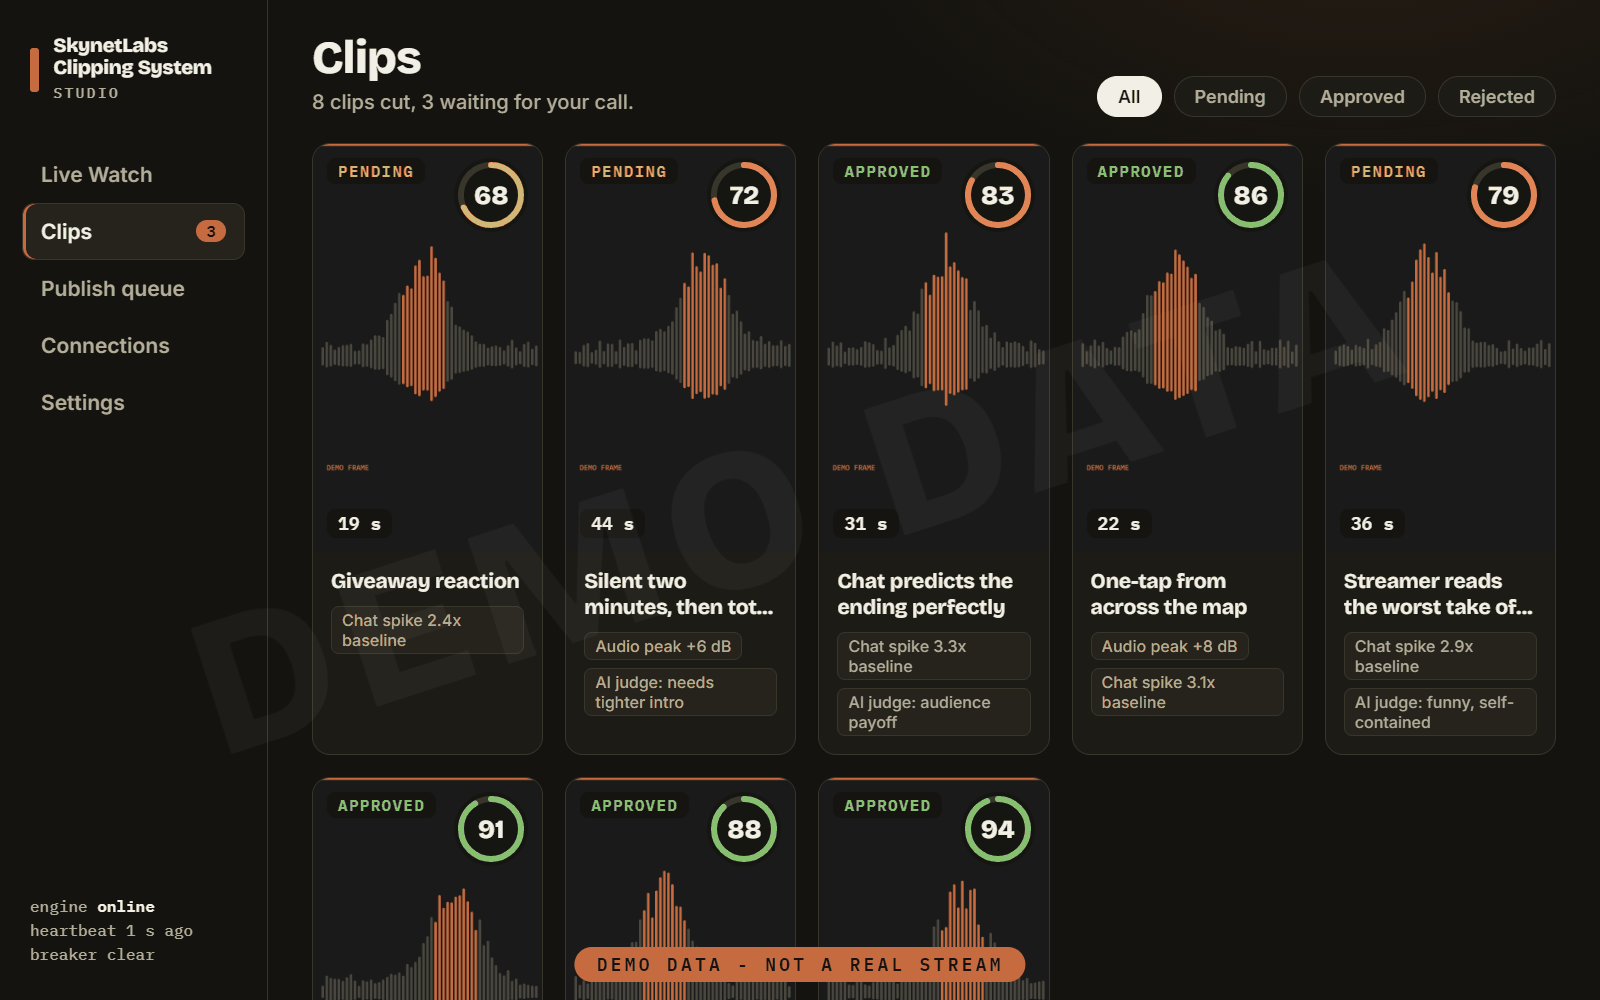 SkynetLabs
Clipping System
STUDIO
Live Watch
Clips 3
Publish queue
Connections
Settings
engine online
heartbeat 1 s ago
breaker clear
Clips
8 clips cut, 3 waiting for your call.
All Pending Approved Rejected
PENDING 68
DEMO FRAME
19 s
Giveaway reaction
Chat spike 2.4x
baseline
PENDING 72
DEMO FRAME
44 s
Silent two
minutes, then tot...
Audio peak +6 dB
AI judge: needs
tighter intro
APPROVED 83
DEMO FRAME
31 s
Chat predicts the
ending perfectly
Chat spike 3.3x
baseline
AI judge: audience
payoff
APPROVED 86
DEMO FRAME
22 s
One-tap from
across the map
Audio peak +8 dB
Chat spike 3.1x
baseline
PENDING 79
DEMO FRAME
36 s
Streamer reads
the worst take of...
Chat spike 2.9x
baseline
AI judge: funny, self-
contained
APPROVED 91
APPROVED 88
APPROVED 94
DEMO DATA
DEMO DATA - NOT A REAL STREAM